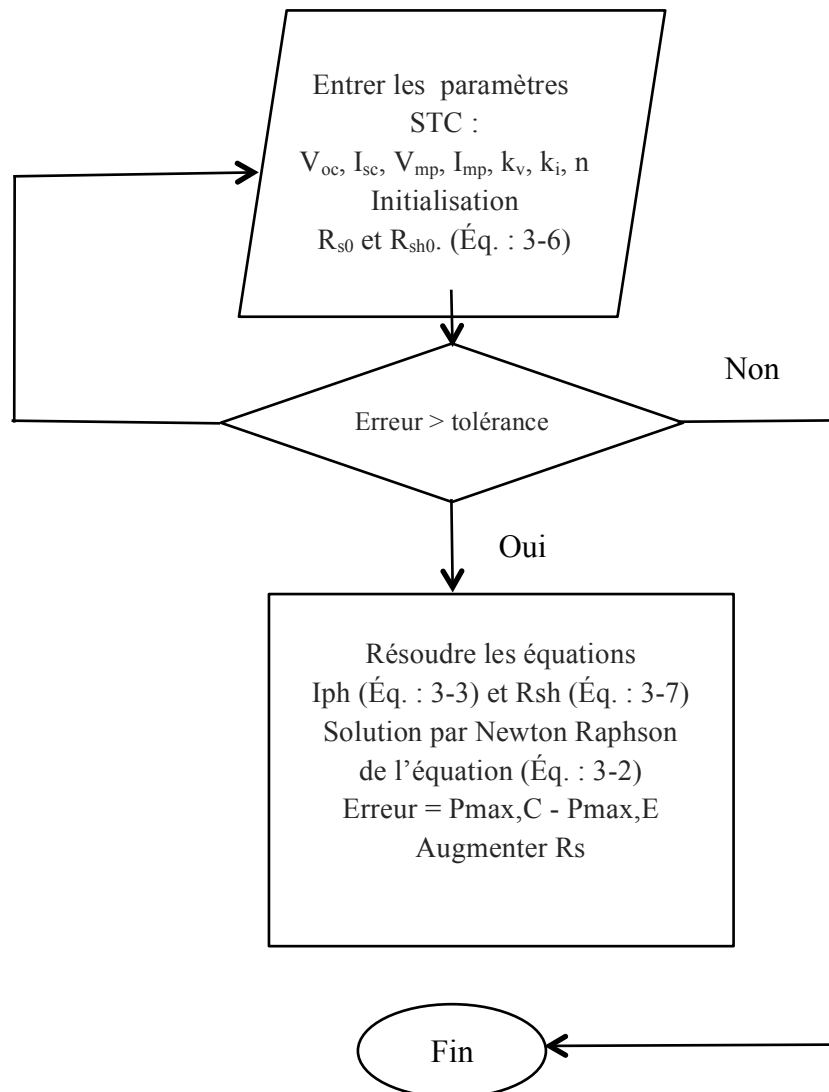 Entrer les paramètres
STC :
Voc, Isc, Vmp, Imp, kv, ki, n
Initialisation
Rs0 et Rsh0. (Éq. : 3-6)
Non
Erreur > tolérance
Oui
Résoudre les équations
Iph (Éq. : 3-3) et Rsh (Éq. : 3-7)
Solution par Newton Raphson
de l’équation (Éq. : 3-2)
Erreur = Pmax,C - Pmax,E
Augmenter Rs
Fin